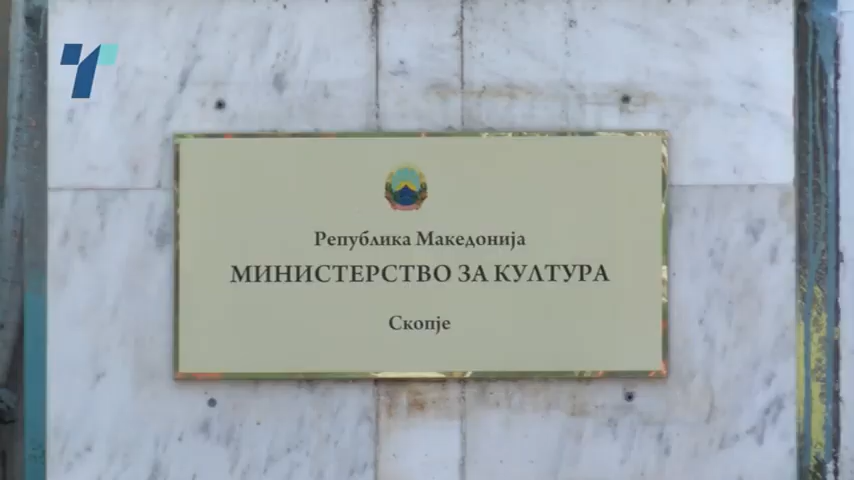 Република Македонија
МИНИСТЕРСТВО ЗА КУЛТУРА
Скопје